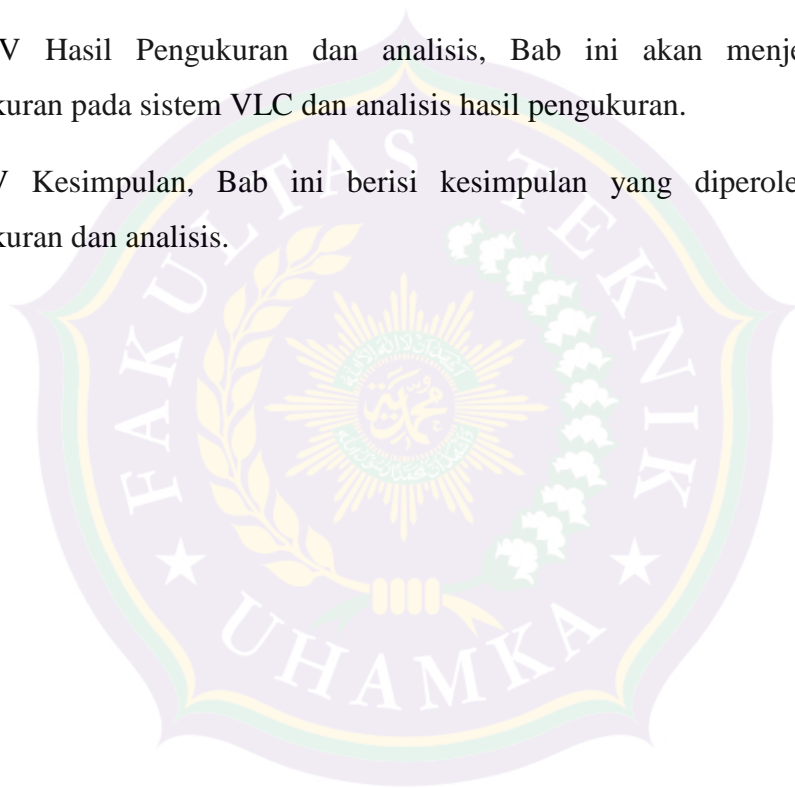 V Hasil Pengukuran dan analisis, Bab ini akan menje
kuran pada sistem VLC dan analisis hasil pengukuran.
V Kesimpulan, Bab ini berisi kesimpulan yang diperole
kuran dan analisis.
FAKULTAS TEKNIK
UHAMKA